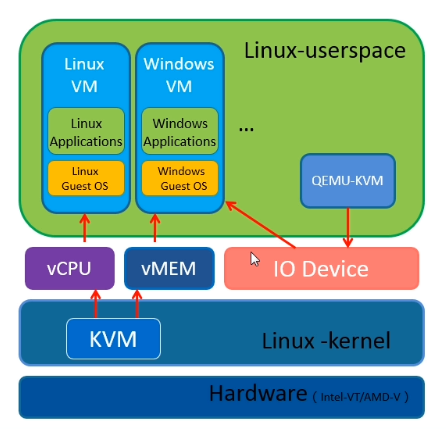 Linux-userspace
Linux
VM
Windows
VM
Linux
Applications
Windows
Applications
...
Linux
Guest OS
Windows
Guest OS
QEMU-KVM
vCPU
vMEM
IO Device
KVM
Linux -kernel
Hardware ( Intel-VT/AMD-V )